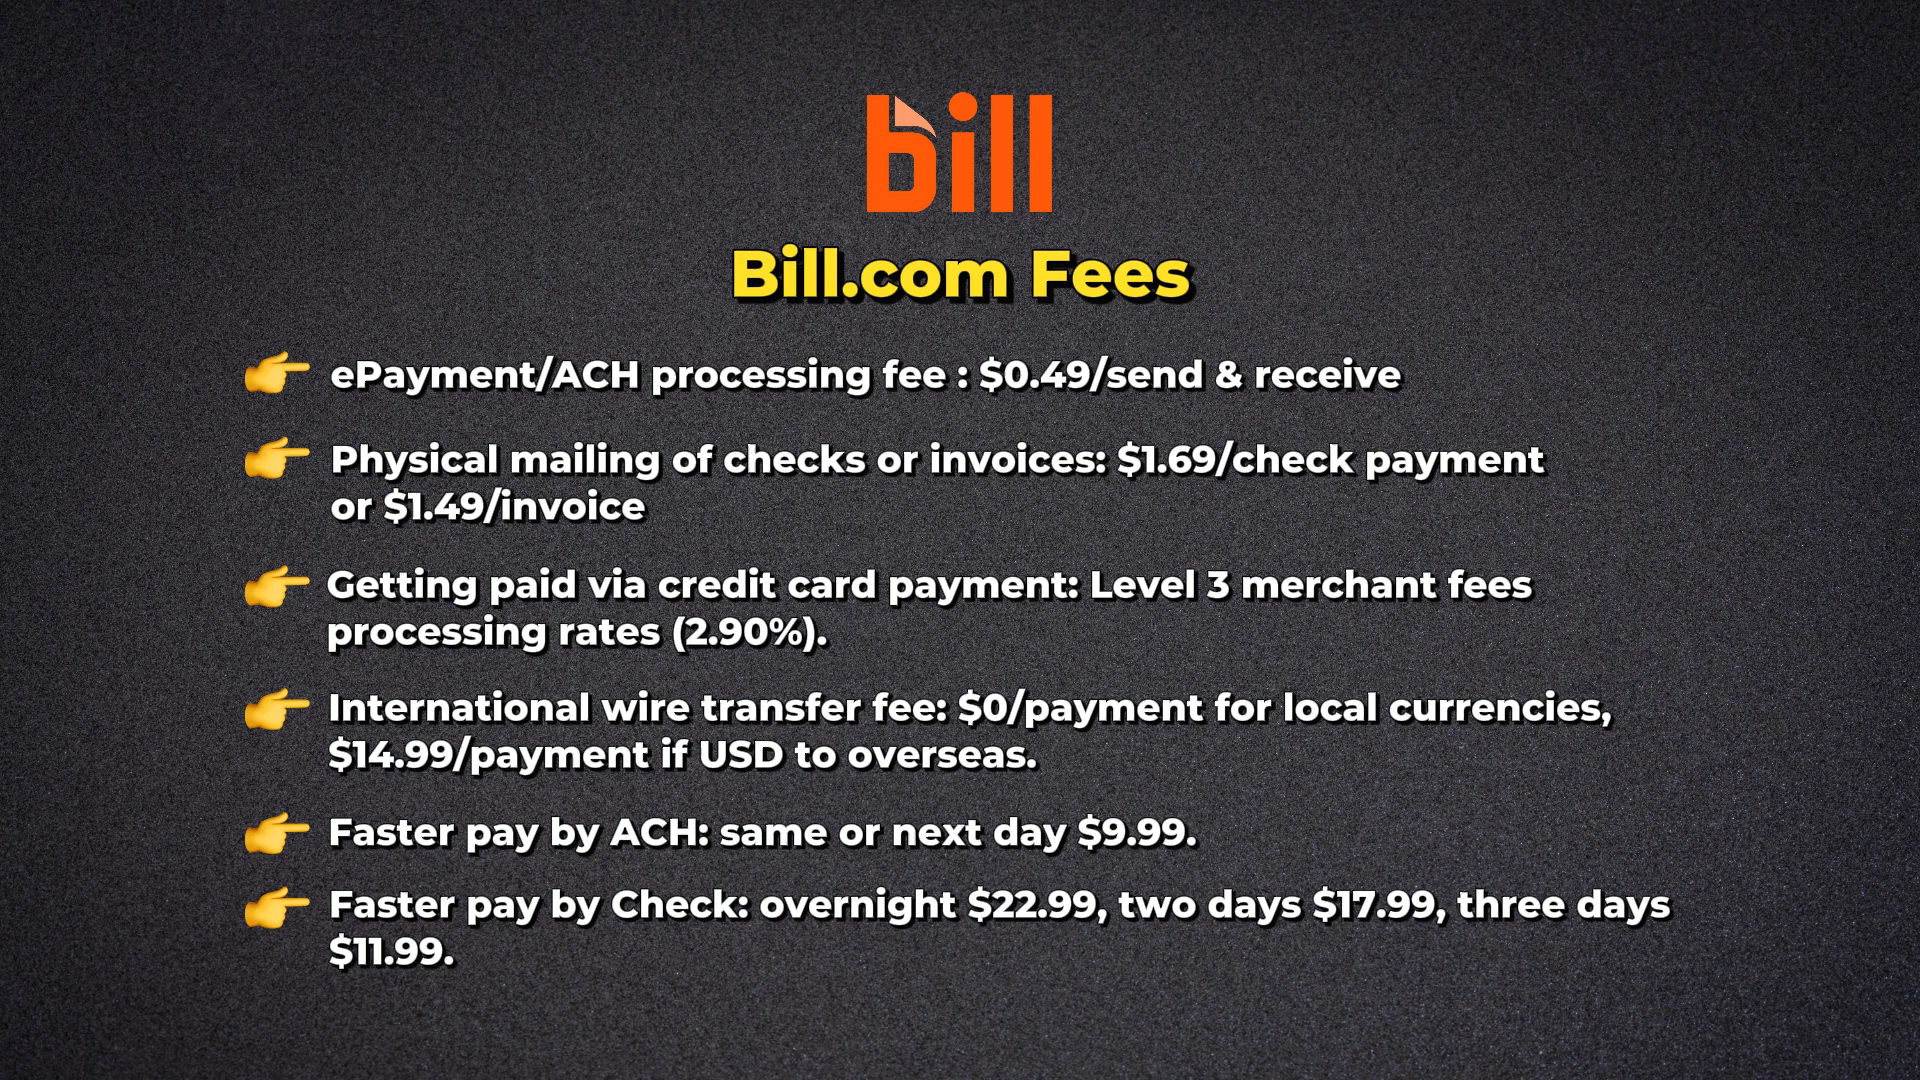 bill
Bill.com Fees
👉 ePayment/ACH processing fee : $0.49/send & receive
👉 Physical mailing of checks or invoices: $1.69/check payment
or $1.49/invoice
👉 Getting paid via credit card payment: Level 3 merchant fees
processing rates (2.90%).
👉 International wire transfer fee: $0/payment for local currencies,
$14.99/payment if USD to overseas.
👉 Faster pay by ACH: same or next day $9.99.
👉 Faster pay by Check: overnight $22.99, two days $17.99, three days
$11.99.